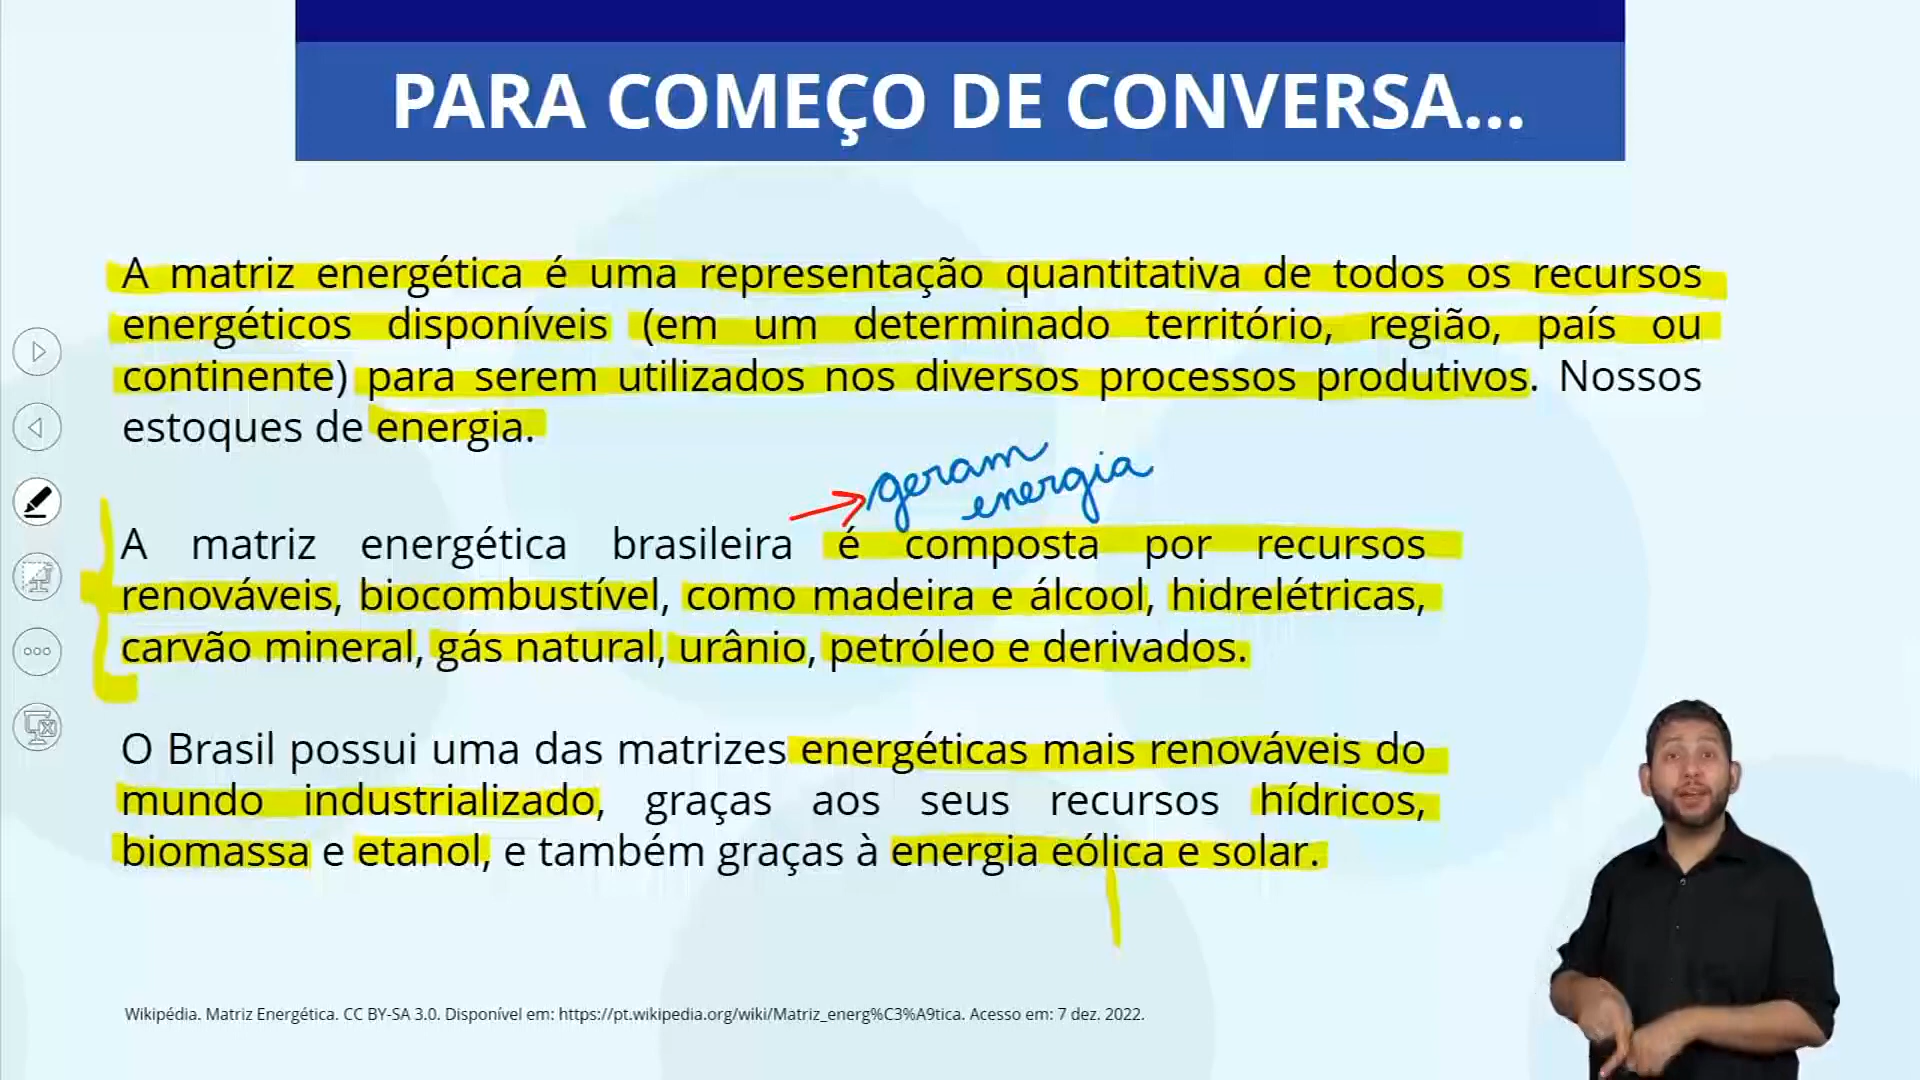 PARA COMEÇO DE CONVERSA...
A matriz energética é uma representação quantitativa de todos os recursos
energéticos disponíveis (em um determinado território, região, país ou
continente) para serem utilizados nos diversos processos produtivos. Nossos
estoques de energia.
geram
energia
A matriz energética brasileira é composta por recursos
renováveis, biocombustível, como madeira e álcool, hidrelétricas,
carvão mineral, gás natural, urânio, petróleo e derivados.
O Brasil possui uma das matrizes energéticas mais renováveis do
mundo industrializado, graças aos seus recursos hídricos,
biomassa e etanol, e também graças à energia eólica e solar.
Wikipédia. Matriz Energética. CC BY-SA 3.0. Disponível em: https://pt.wikipedia.org/wiki/Matriz_energ%C3%A9tica. Acesso em: 7 dez. 2022.